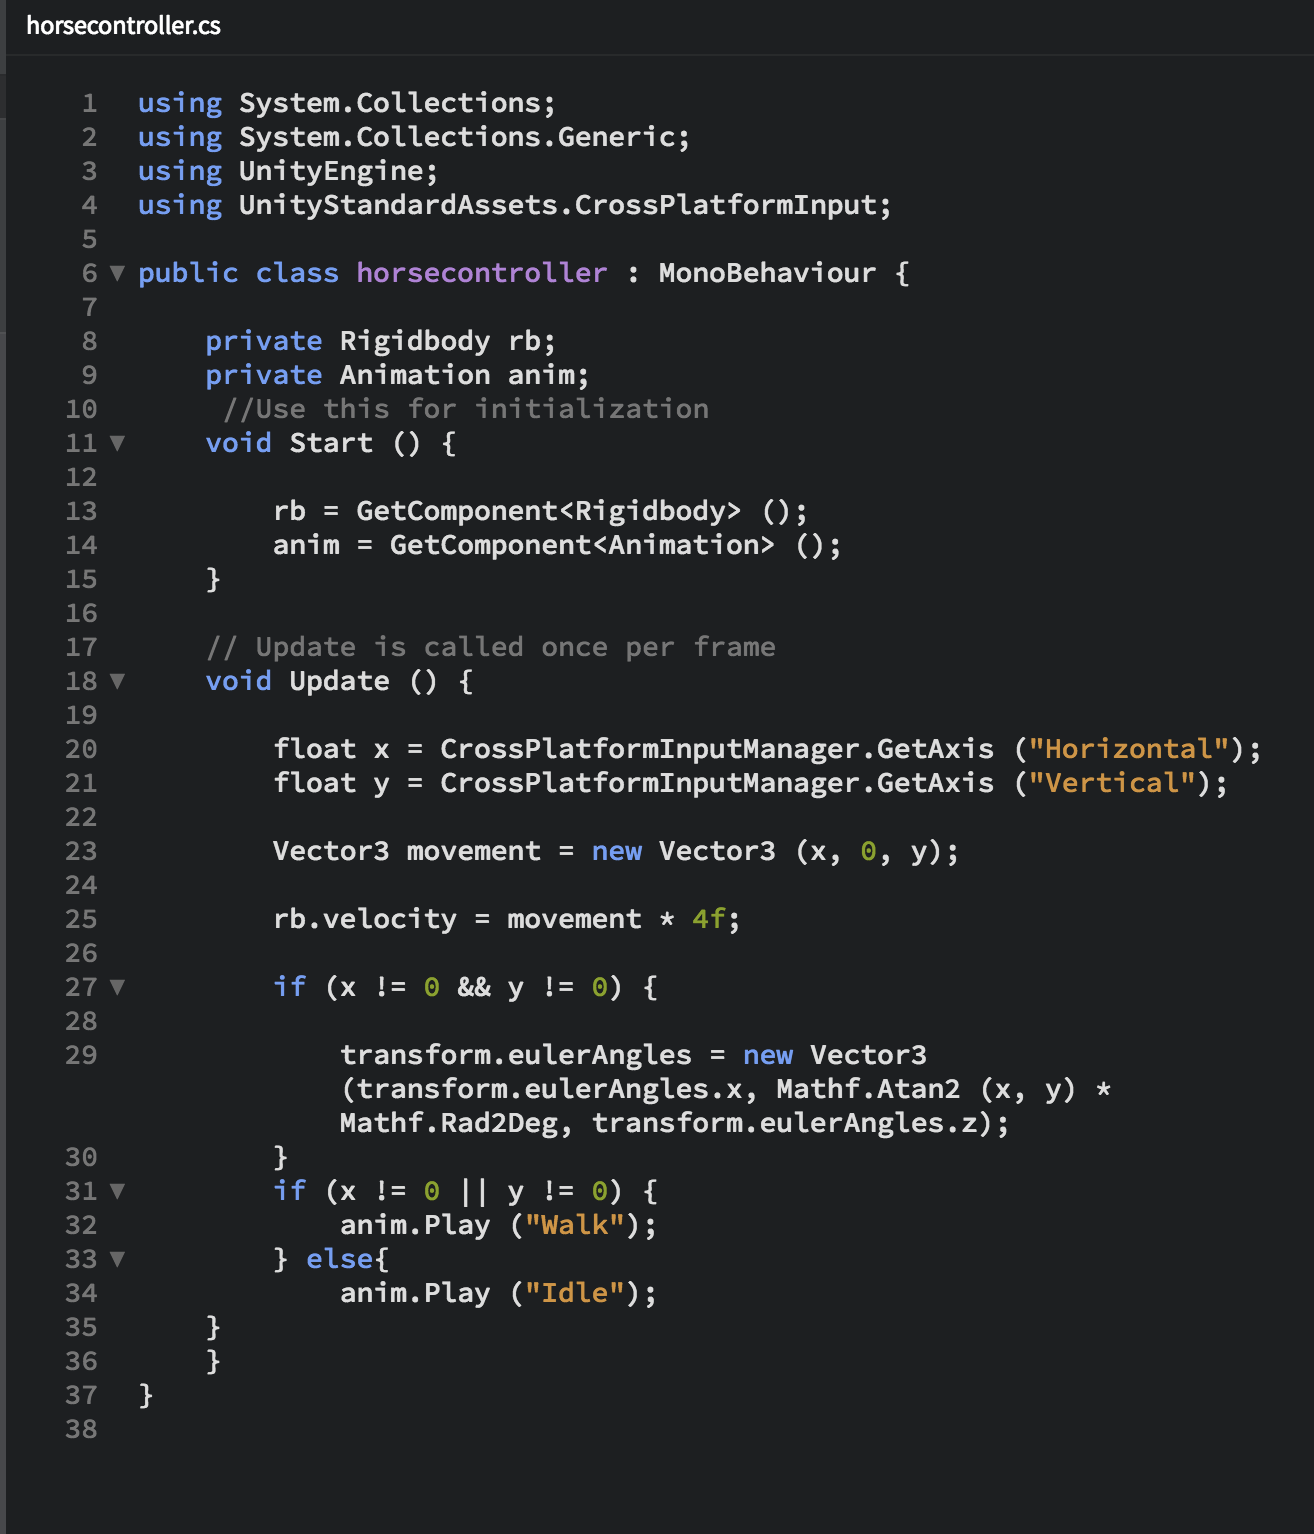 horsecontroller.cs
1 using System.Collections;
2 using System.Collections.Generic;
3 using UnityEngine;
4 using UnityStandardAssets.CrossPlatformInput;
5
6 ▼ public class horsecontroller : MonoBehaviour {
7
8 private Rigidbody rb;
9 private Animation anim;
10 //Use this for initialization
11 ▼ void Start () {
12
13 rb = GetComponent<Rigidbody> ();
14 anim = GetComponent<Animation> ();
15 }
16
17 // Update is called once per frame
18 ▼ void Update () {
19
20 float x = CrossPlatformInputManager.GetAxis ("Horizontal");
21 float y = CrossPlatformInputManager.GetAxis ("Vertical");
22
23 Vector3 movement = new Vector3 (x, 0, y);
24
25 rb.velocity = movement * 4f;
26
27 ▼ if (x != 0 && y != 0) {
28
29 transform.eulerAngles = new Vector3
(transform.eulerAngles.x, Mathf.Atan2 (x, y) *
Mathf.Rad2Deg, transform.eulerAngles.z);
30 }
31 ▼ if (x != 0 || y != 0) {
32 anim.Play ("Walk");
33 ▼ } else{
34 anim.Play ("Idle");
35 }
36 }
37 }
38